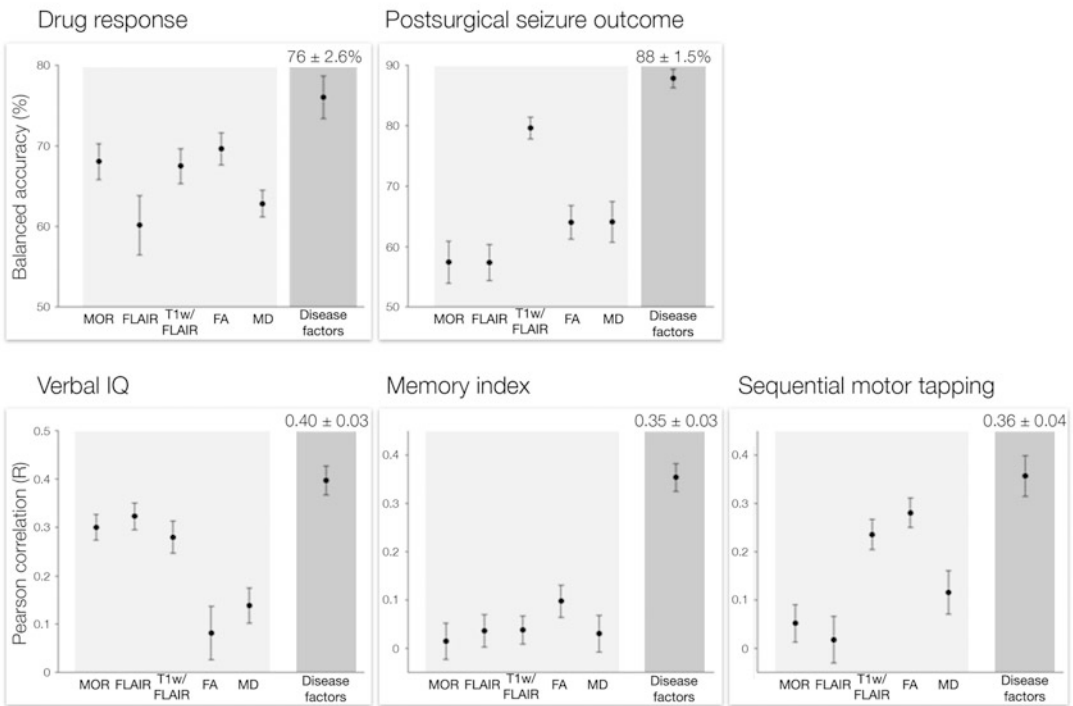 Drug response
Postsurgical seizure outcome
76 ± 2.6%
88 ± 1.5%
Balanced accuracy (%)
80
70
60
50
MOR FLAIR T1w/ FA MD Disease
FLAIR factors
90
80
70
60
50
MOR FLAIR T1w/ FA MD Disease
FLAIR factors
Verbal IQ
Memory index
Sequential motor tapping
0.40 ± 0.03
0.35 ± 0.03
0.36 ± 0.04
Pearson correlation (R)
0.5
0.4
0.3
0.2
0.1
0
MOR FLAIR T1w/ FA MD Disease
FLAIR factors
0.4
0.3
0.2
0.1
0
MOR FLAIR T1w/ FA MD Disease
FLAIR factors
0.4
0.3
0.2
0.1
0
MOR FLAIR T1w/ FA MD Disease
FLAIR factors